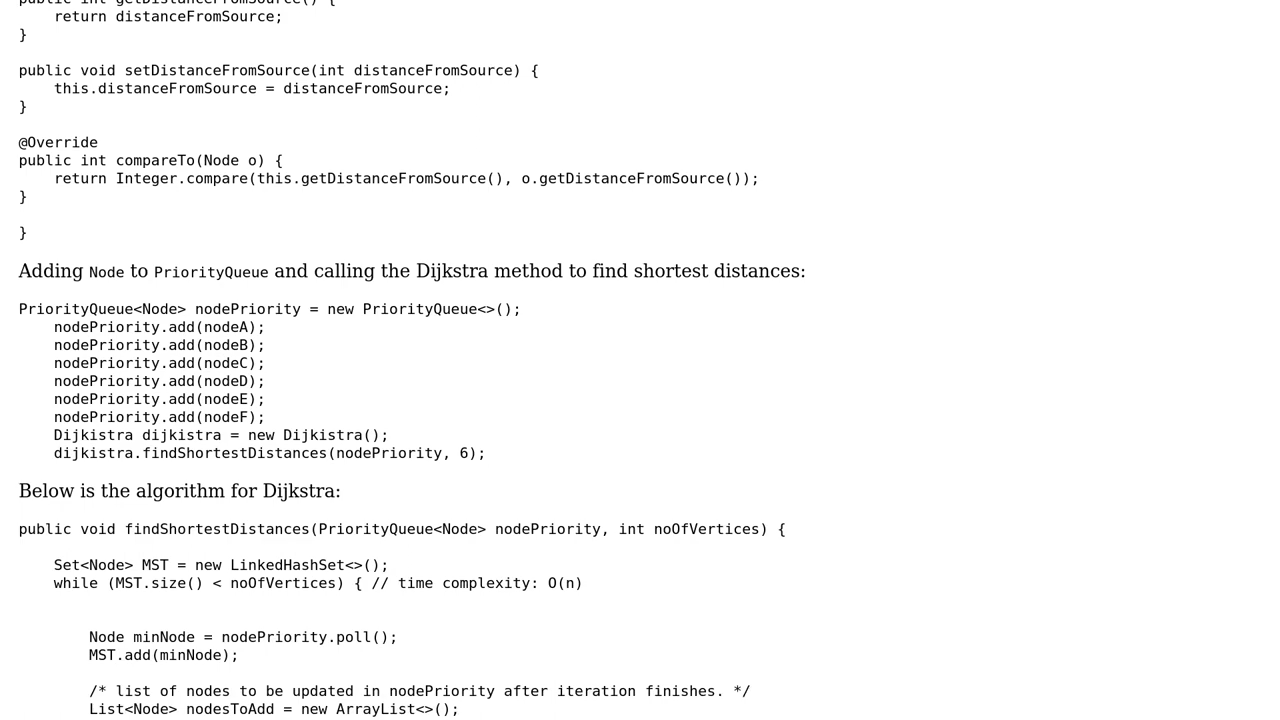 public int getDistanceFromSource() {
    return distanceFromSource;
}

public void setDistanceFromSource(int distanceFromSource) {
    this.distanceFromSource = distanceFromSource;
}

@Override
public int compareTo(Node o) {
    return Integer.compare(this.getDistanceFromSource(), o.getDistanceFromSource());
}

}
Adding Node to PriorityQueue and calling the Dijkstra method to find shortest distances:
PriorityQueue<Node> nodePriority = new PriorityQueue<>();
    nodePriority.add(nodeA);
    nodePriority.add(nodeB);
    nodePriority.add(nodeC);
    nodePriority.add(nodeD);
    nodePriority.add(nodeE);
    nodePriority.add(nodeF);
    Dijkistra dijkistra = new Dijkistra();
    dijkistra.findShortestDistances(nodePriority, 6);
Below is the algorithm for Dijkstra:
public void findShortestDistances(PriorityQueue<Node> nodePriority, int noOfVertices) {

    Set<Node> MST = new LinkedHashSet<>();
    while (MST.size() < noOfVertices) { // time complexity: O(n)


        Node minNode = nodePriority.poll();
        MST.add(minNode);

        /* list of nodes to be updated in nodePriority after iteration finishes. */
        List<Node> nodesToAdd = new ArrayList<>();